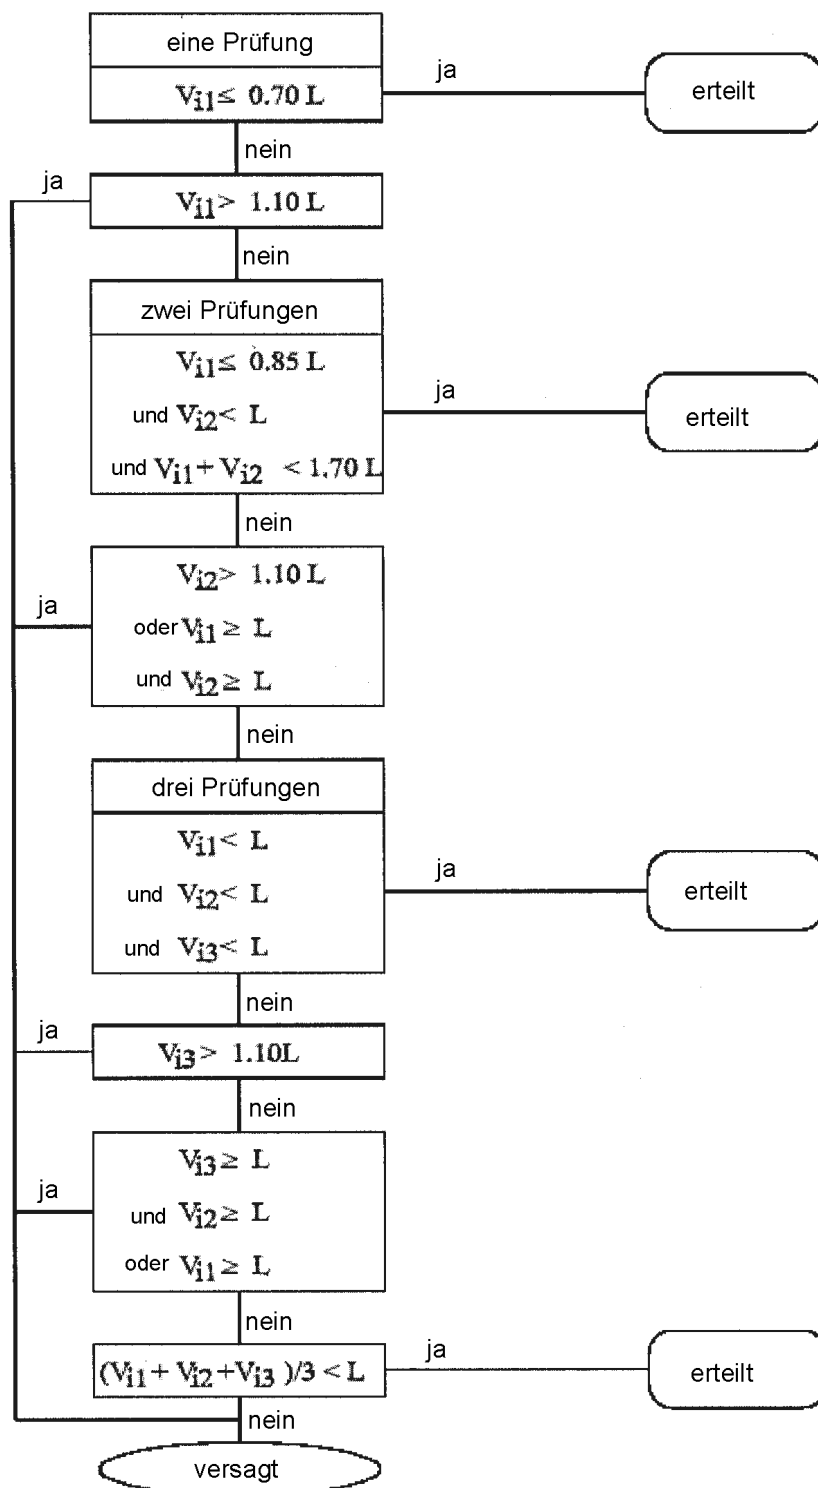 eine Prüfung
ja
erteilt
Vi1 ≤ 0.70 L
nein
ja
Vi1 > 1.10 L
nein
zwei Prüfungen
Vi1 ≤ 0.85 L
ja
und Vi2 < L
erteilt
und Vi1 + Vi2 < 1.70 L
nein
Vi2 > 1.10 L
ja
oder Vi1 ≥ L
und Vi2 ≥ L
nein
drei Prüfungen
Vi1 < L
ja
und Vi2 < L
erteilt
und Vi3 < L
nein
ja
Vi3 > 1.10L
nein
Vi3 ≥ L
ja
und Vi2 ≥ L
oder Vi1 ≥ L
nein
ja
(Vi1 + Vi2 +Vi3 )/3 < L
erteilt
nein
versagt